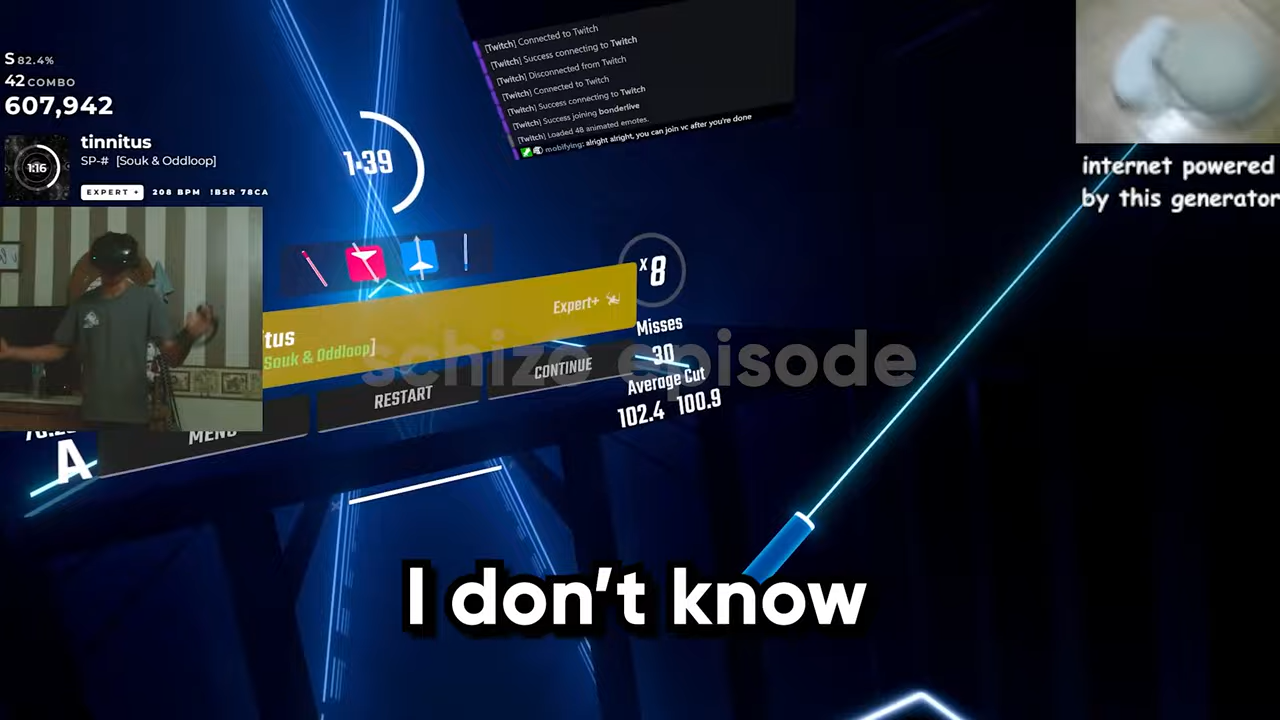 S 82.4%
42 COMBO
607,942
1:16
tinnitus
SP-# [Souk & Oddloop]
EXPERT + 208 BPM !BSR 78CA
[Twitch] Connected to Twitch
[Twitch] Success connecting to Twitch
[Twitch] Disconnected from Twitch
[Twitch] Connected to Twitch
[Twitch] Success connecting to Twitch
[Twitch] Success joining bonderlive
[Twitch] Loaded 48 animated emotes.
mobifying: alright alright, you can join vc after you're done
internet powered
by this generator
1:39
x8
Expert+
tus
Souk & Oddloop]
Misses
30
schizo episode
MENU
RESTART
CONTINUE
Average Cut
102.4 100.9
A
I don't know